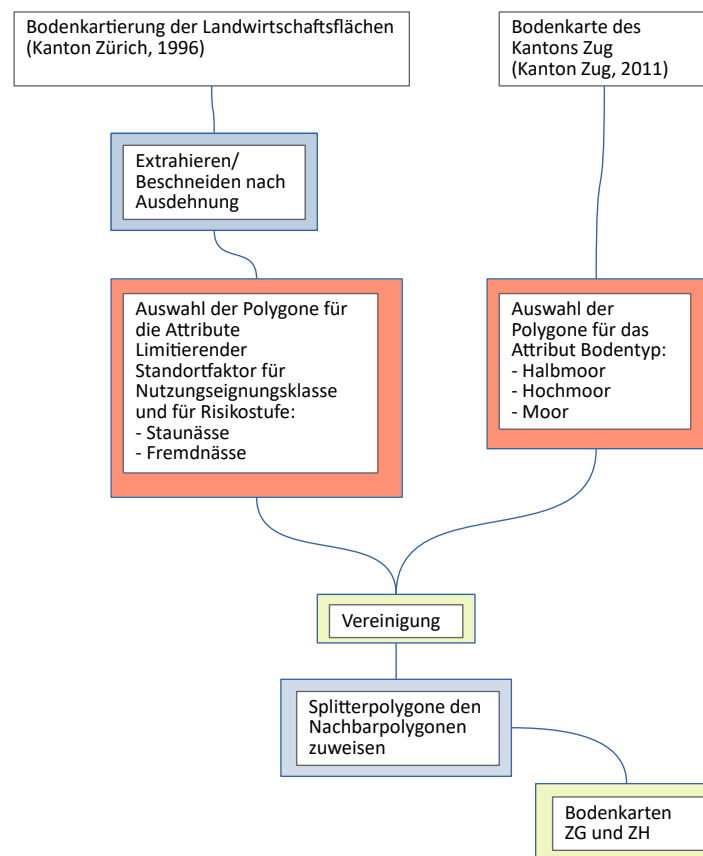 Bodenkartierung der Landwirtschaftsflächen
(Kanton Zürich, 1996)
Bodenkarte des
Kantons Zug
(Kanton Zug, 2011)
Extrahieren/
Beschneiden nach
Ausdehnung
Auswahl der Polygone für
die Attribute
Limitierender
Standortfaktor für
Nutzungseignungsklasse
und für Risikostufe:
- Staunässe
- Fremdnässe
Auswahl der
Polygone für das
Attribut Bodentyp:
- Halbmoor
- Hochmoor
- Moor
Vereinigung
Splitterpolygone den
Nachbarpolygonen
zuweisen
Bodenkarten
ZG und ZH